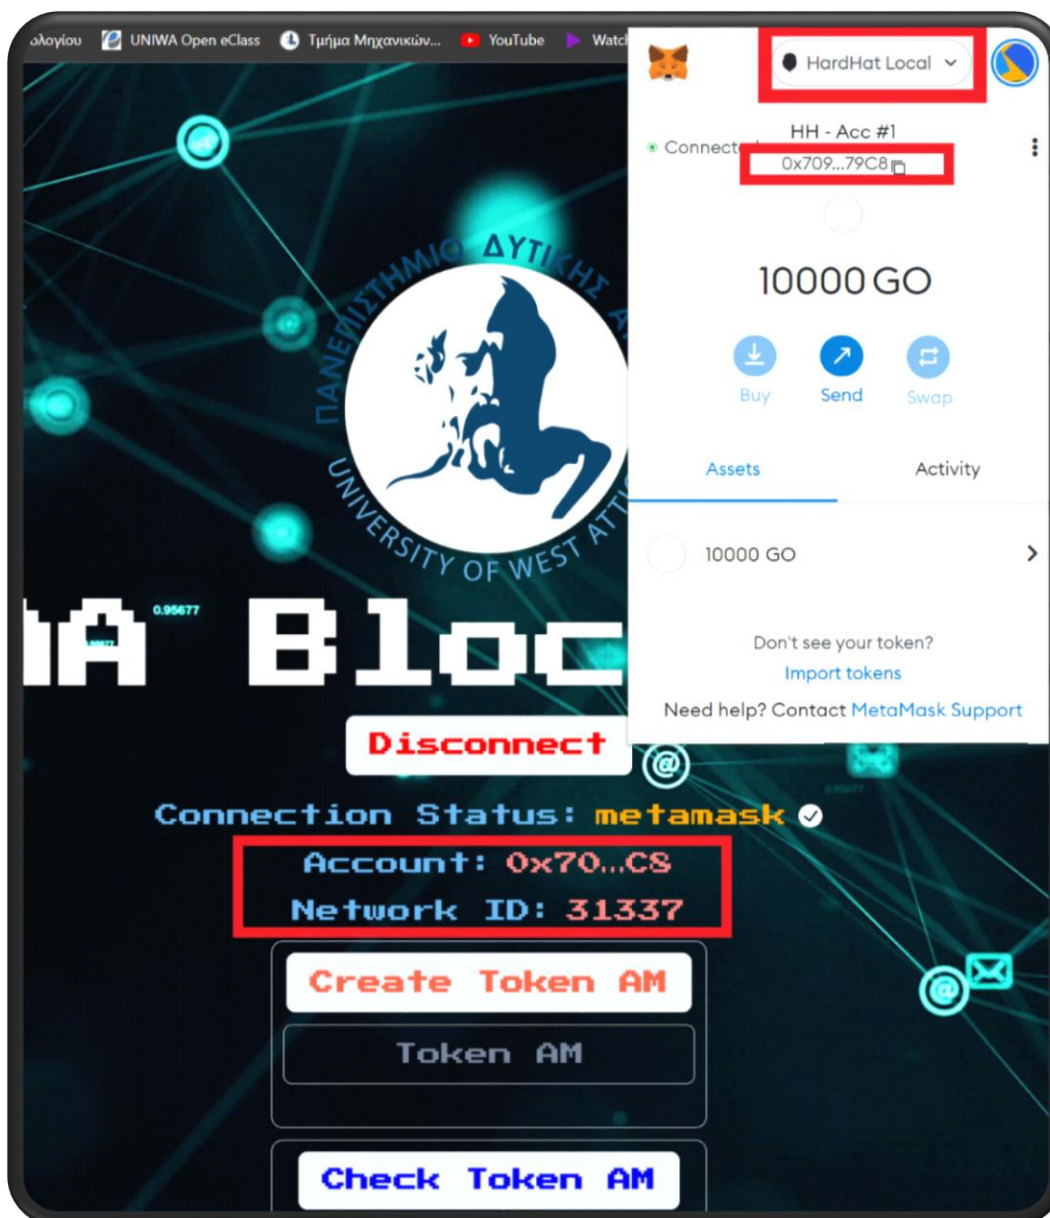 ολογίου UNIWA Open eClass Τμήμα Μηχανικών... YouTube Watch
HardHat Local
HH - Acc #1
Connected
0x709...79C8
10000 GO
Buy Send Swap
Assets Activity
10000 GO
Don't see your token?
Import tokens
Need help? Contact MetaMask Support
ΠΑΝΕΠΙΣΤΗΜΙΟ ΔΥΤΙΚΗΣ Α
UNIVERSITY OF WEST ATTIC
0.95677
A Bloc
Disconnect
Connection Status: metamask
Account: 0x70...C8
Network ID: 31337
Create Token AM
Token AM
Check Token AM